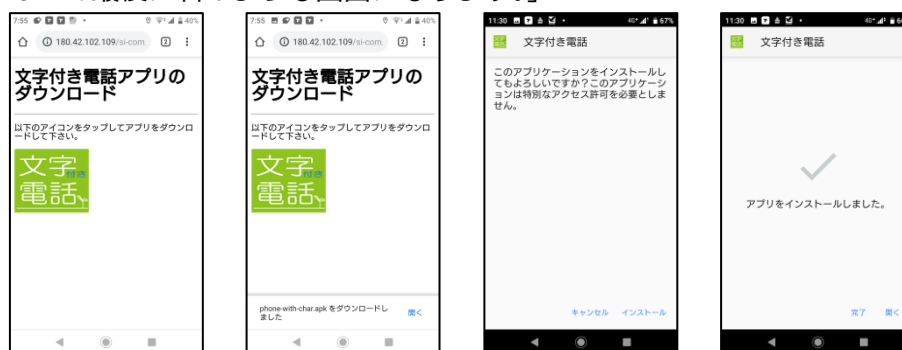 7:55
40%
180.42.102.109/si-com
2
文字付き電話アプリの
ダウンロード
以下のアイコンをタップしてアプリをダウンロ
ードして下さい。
文字付き
電話
7:55
40%
180.42.102.109/si-com
2
文字付き電話アプリの
ダウンロード
以下のアイコンをタップしてアプリをダウンロ
ードして下さい。
文字付き
電話
phone-with-char.apk をダウンロードし
ました
開く
11:30
4G+
67%
文字付き電話
このアプリケーションをインストールし
てもよろしいですか？このアプリケーシ
ョンは特別なアクセス許可を必要としま
せん。
キャンセル インストール
11:30
4G+
文字付き電話
アプリをインストールしました。
完了 開く